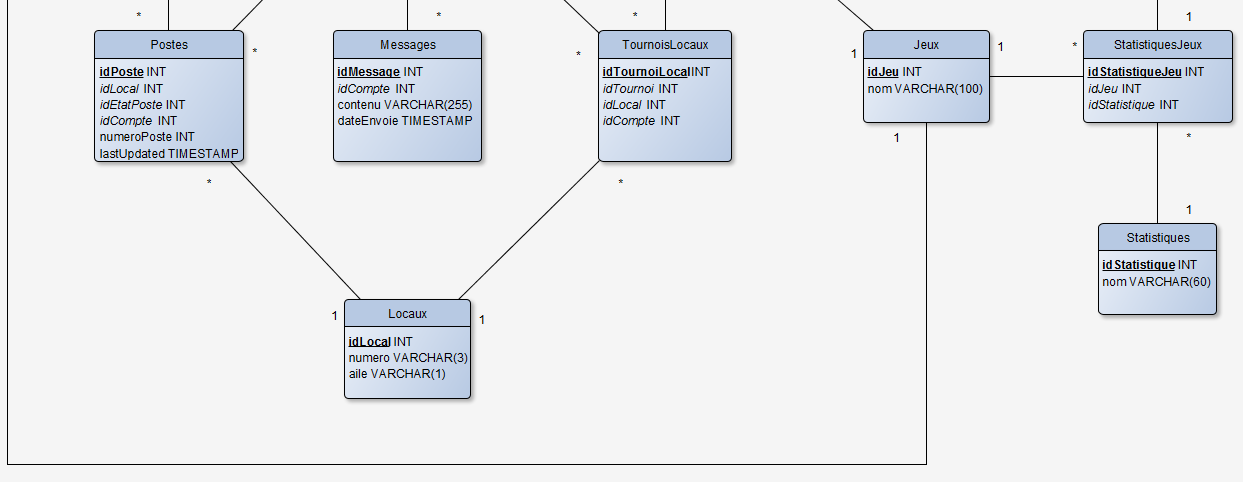 *
*
*
1
Postes
*
idPoste INT
idLocal INT
idEtatPoste INT
idCompte INT
numeroPoste INT
lastUpdated TIMESTAMP
*
Messages
idMessage INT
idCompte INT
contenu VARCHAR(255)
dateEnvoie TIMESTAMP
*
TournoisLocaux
idTournoiLocal INT
idTournoi INT
idLocal INT
idCompte INT
*
1
Jeux
1
idJeu INT
nom VARCHAR(100)
1
*
StatistiquesJeux
idStatistiqueJeu INT
idJeu INT
idStatistique INT
*
1
Statistiques
idStatistique INT
nom VARCHAR(60)
1
Locaux
1
idLocal INT
numero VARCHAR(3)
aile VARCHAR(1)